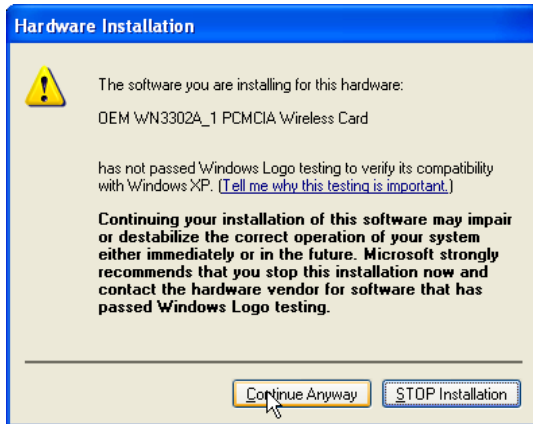 Hardware Installation
The software you are installing for this hardware:
OEM WN3302A_1 PCMCIA Wireless Card
has not passed Windows Logo testing to verify its compatibility
with Windows XP. (Tell me why this testing is important.)
Continuing your installation of this software may impair
or destabilize the correct operation of your system
either immediately or in the future. Microsoft strongly
recommends that you stop this installation now and
contact the hardware vendor for software that has
passed Windows Logo testing.
Continue Anyway STOP Installation